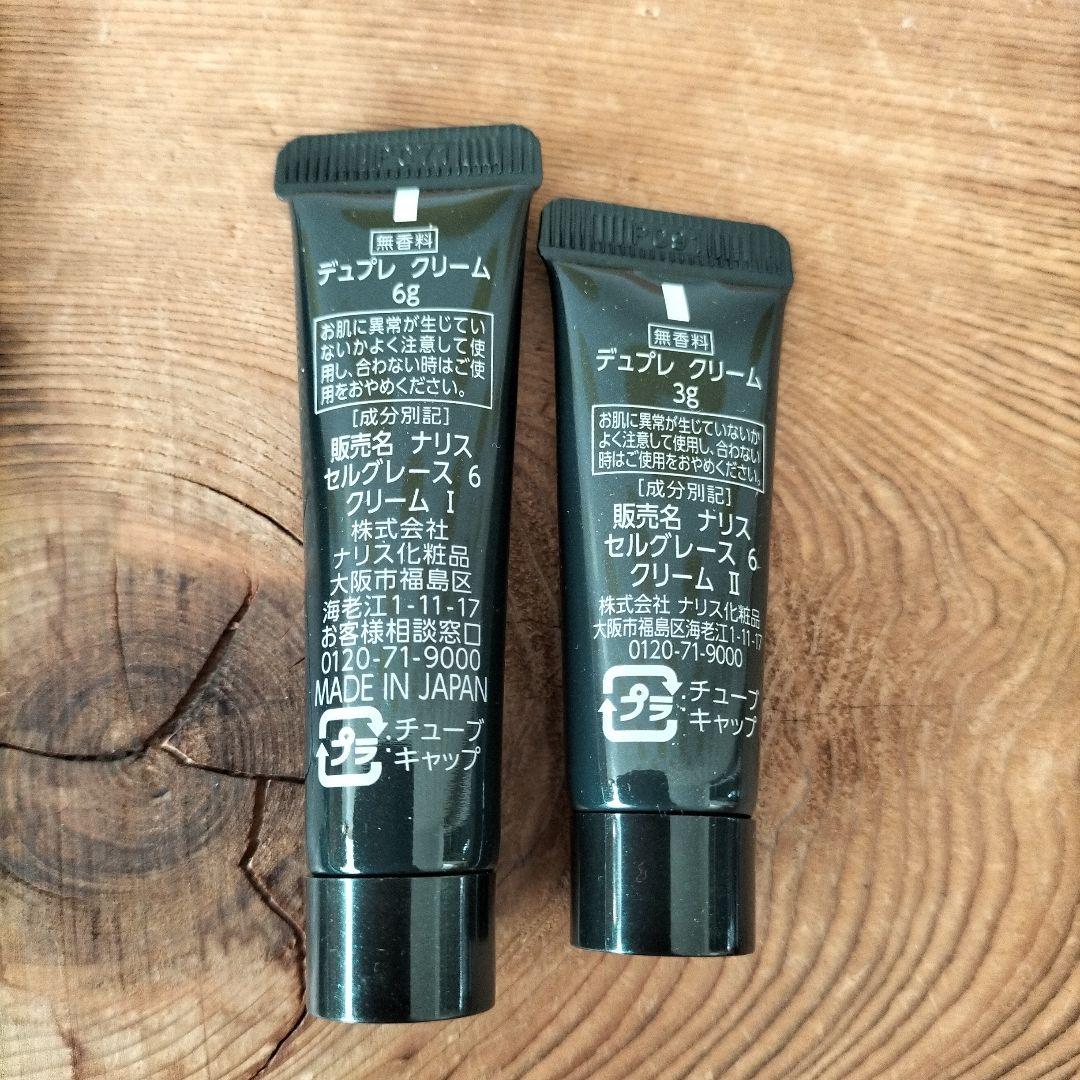 無香料
デュプレ クリーム
6g
お肌に異常が生じてい
ないかよく注意して使
用し、合わない時はご使
用をおやめください。
[成分別記]
販売名 ナリス
セルグレース 6
クリーム I
株式会社
ナリス化粧品
大阪市福島区
海老江1-11-17
お客様相談窓口
0120-71-9000
MADE IN JAPAN
プラ :チューブ
:キャップ
P091
無香料
デュプレ クリーム
3g
お肌に異常が生じていないか
よく注意して使用し、合わない
時はご使用をおやめください。
[成分別記]
販売名 ナリス
セルグレース 6
クリーム II
株式会社 ナリス化粧品
大阪市福島区海老江1-11-17
0120-71-9000
プラ :チューブ
:キャップ